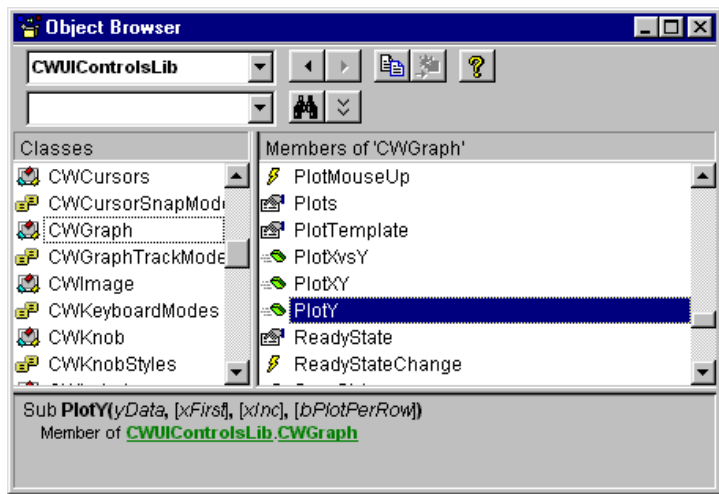 Object Browser
CWUIControlsLib
Classes
CWCursors
CWCursorSnapMod
CWGraph
CWGraphTrackMode
CWImage
CWKeyboardModes
CWKnob
CWKnobStyles
Members of 'CWGraph'
PlotMouseUp
Plots
PlotTemplate
PlotXvsY
PlotXY
PlotY
ReadyState
ReadyStateChange
Sub PlotY(yData, [xFirst], [xInc], [bPlotPerRow])
Member of CWUIControlsLib.CWGraph